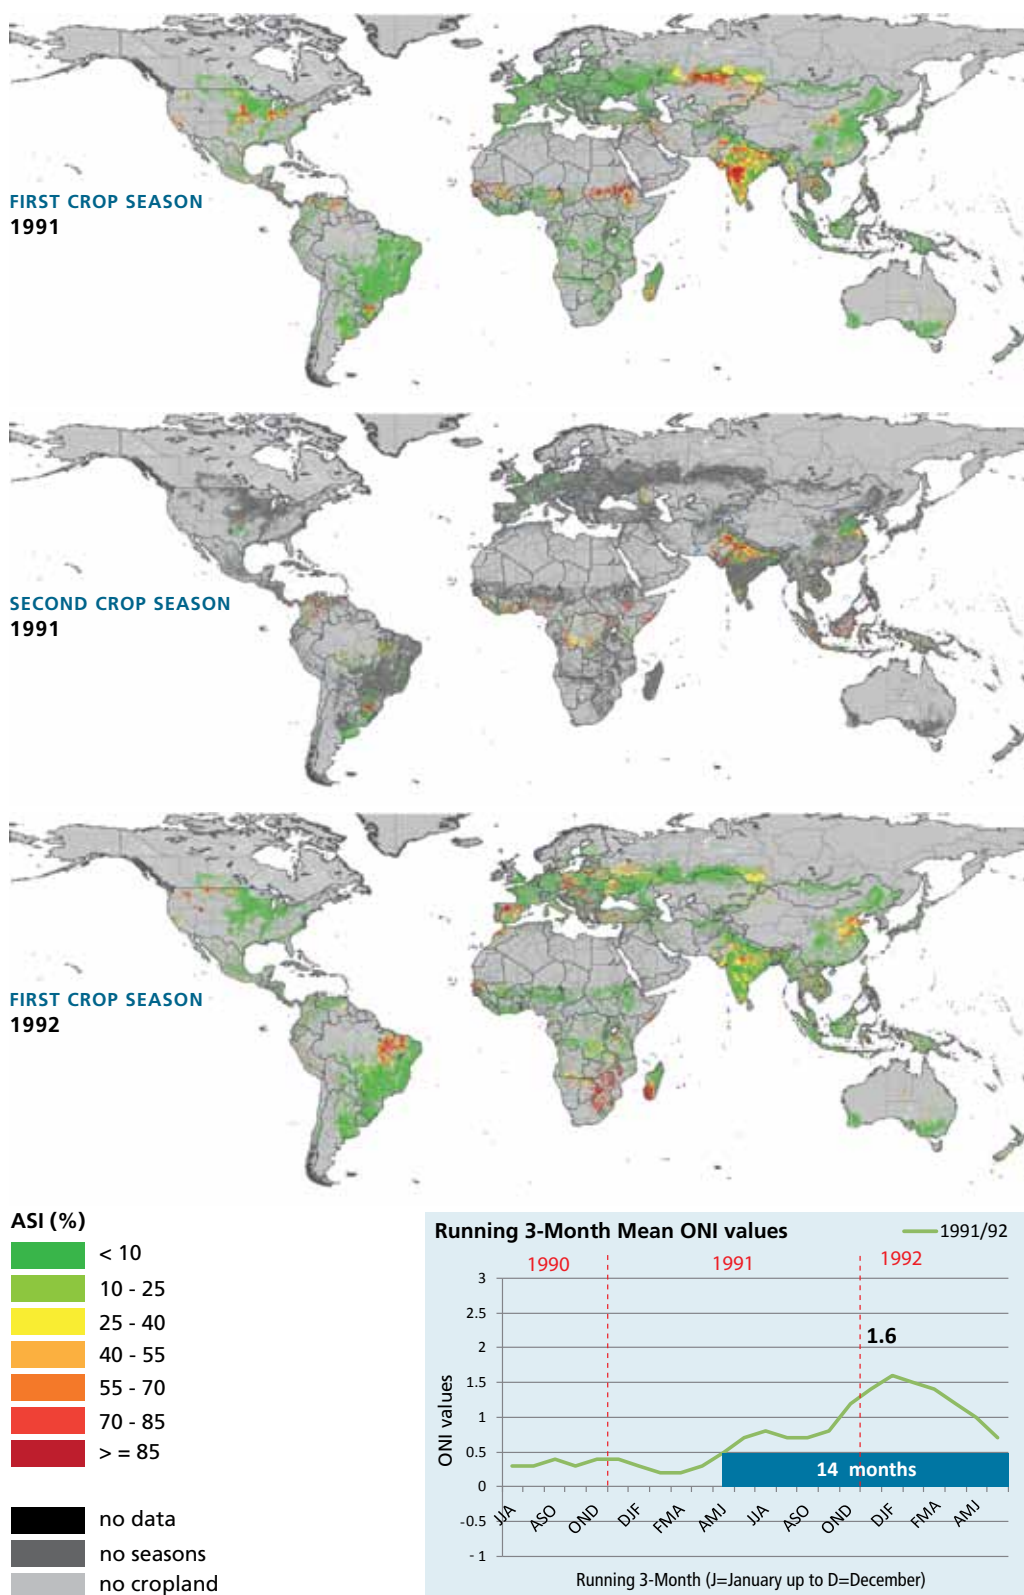 FIRST CROP SEASON
1991
SECOND CROP SEASON
1991
FIRST CROP SEASON
1992
ASI (%)
< 10
10 - 25
25 - 40
40 - 55
55 - 70
70 - 85
> = 85
no data
no seasons
no cropland
Running 3-Month Mean ONI values
1991/92
1990
1991
1992
3
2.5
2
1.5
1
0.5
0
-0.5
- 1
ONI values
1.6
14 months
JJA
ASO
OND
DJF
FMA
AMJ
JJA
ASO
OND
DJF
FMA
AMJ
Running 3-Month (J=January up to D=December)